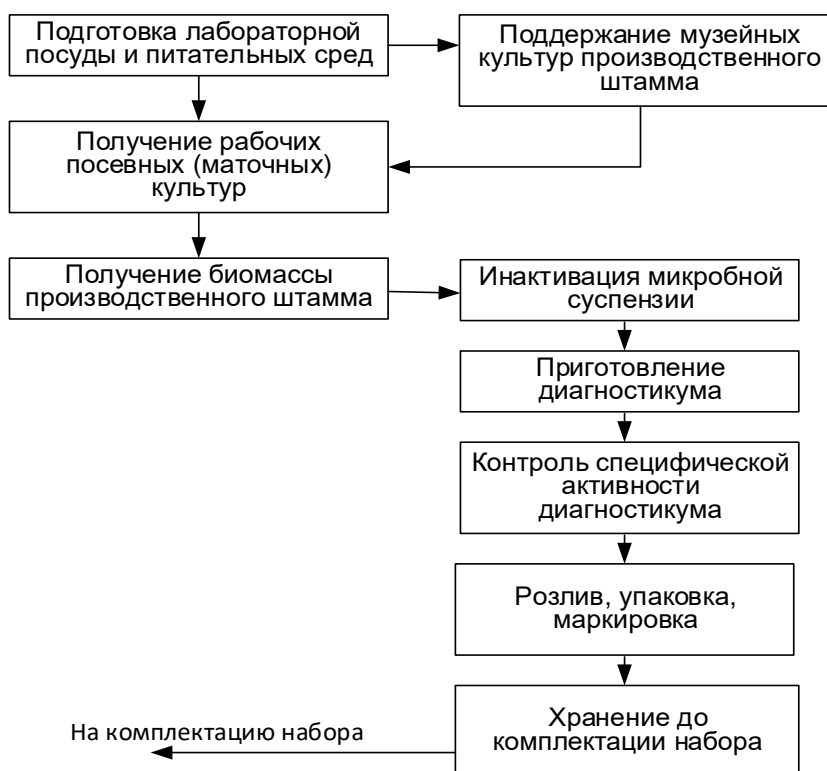 Подготовка лабораторной
посуды и питательных сред
Поддержание музейных
культур производственного
штамма
Получение рабочих
посевных (маточных)
культур
Получение биомассы
производственного штамма
Инактивация микробной
суспензии
Приготовление
диагностикума
Контроль специфической
активности
диагностикума
Розлив, упаковка,
маркировка
Хранение до
комплектации набора
На комплектацию набора